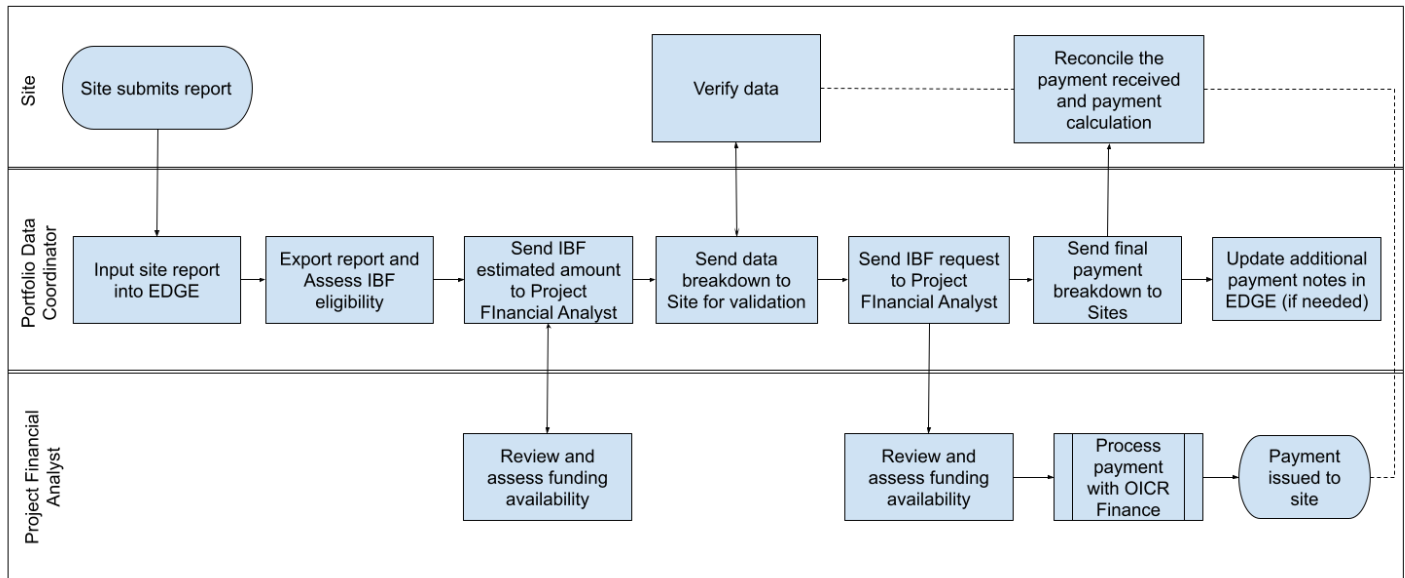 Site
Site submits report
Verify data
Reconcile the
payment received
and payment
calculation
Portfolio Data
Coordinator
Input site report
into EDGE
Export report and
Assess IBF
eligibility
Send IBF
estimated amount
to Project
FInancial Analyst
Send data
breakdown to
Site for validation
Send IBF request
to Project
FInancial Analyst
Send final
payment
breakdown to
Sites
Update additional
payment notes in
EDGE (if needed)
Project Financial
Analyst
Review and
assess funding
availability
Review and
assess funding
availability
Process
payment
with OICR
Finance
Payment
issued to
site